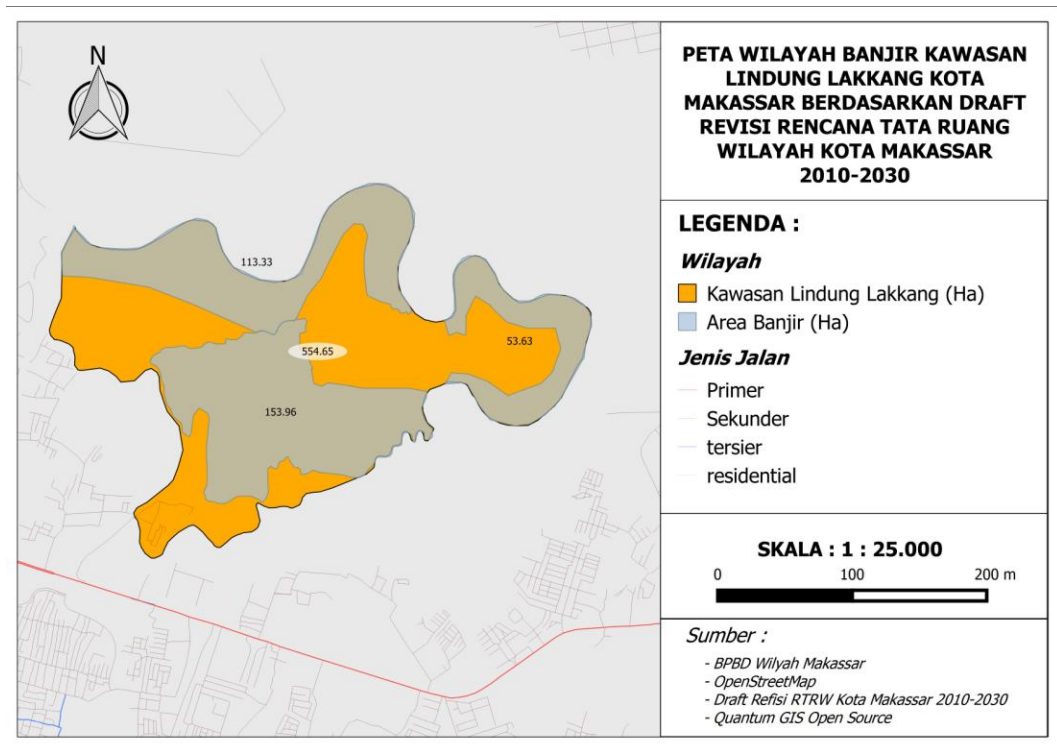 N
113.33
554.65
53.63
153.96
PETA WILAYAH BANJIR KAWASAN
LINDUNG LAKKANG KOTA
MAKASSAR BERDASARKAN DRAFT
REVISI RENCANA TATA RUANG
WILAYAH KOTA MAKASSAR
2010-2030
LEGENDA :
Wilayah
Kawasan Lindung Lakkang (Ha)
Area Banjir (Ha)
Jenis Jalan
Primer
Sekunder
tersier
residential
SKALA : 1 : 25.000
0 100 200 m
Sumber :
- BPBD Wilyah Makassar
- OpenStreetMap
- Draft Refisi RTRW Kota Makassar 2010-2030
- Quantum GIS Open Source